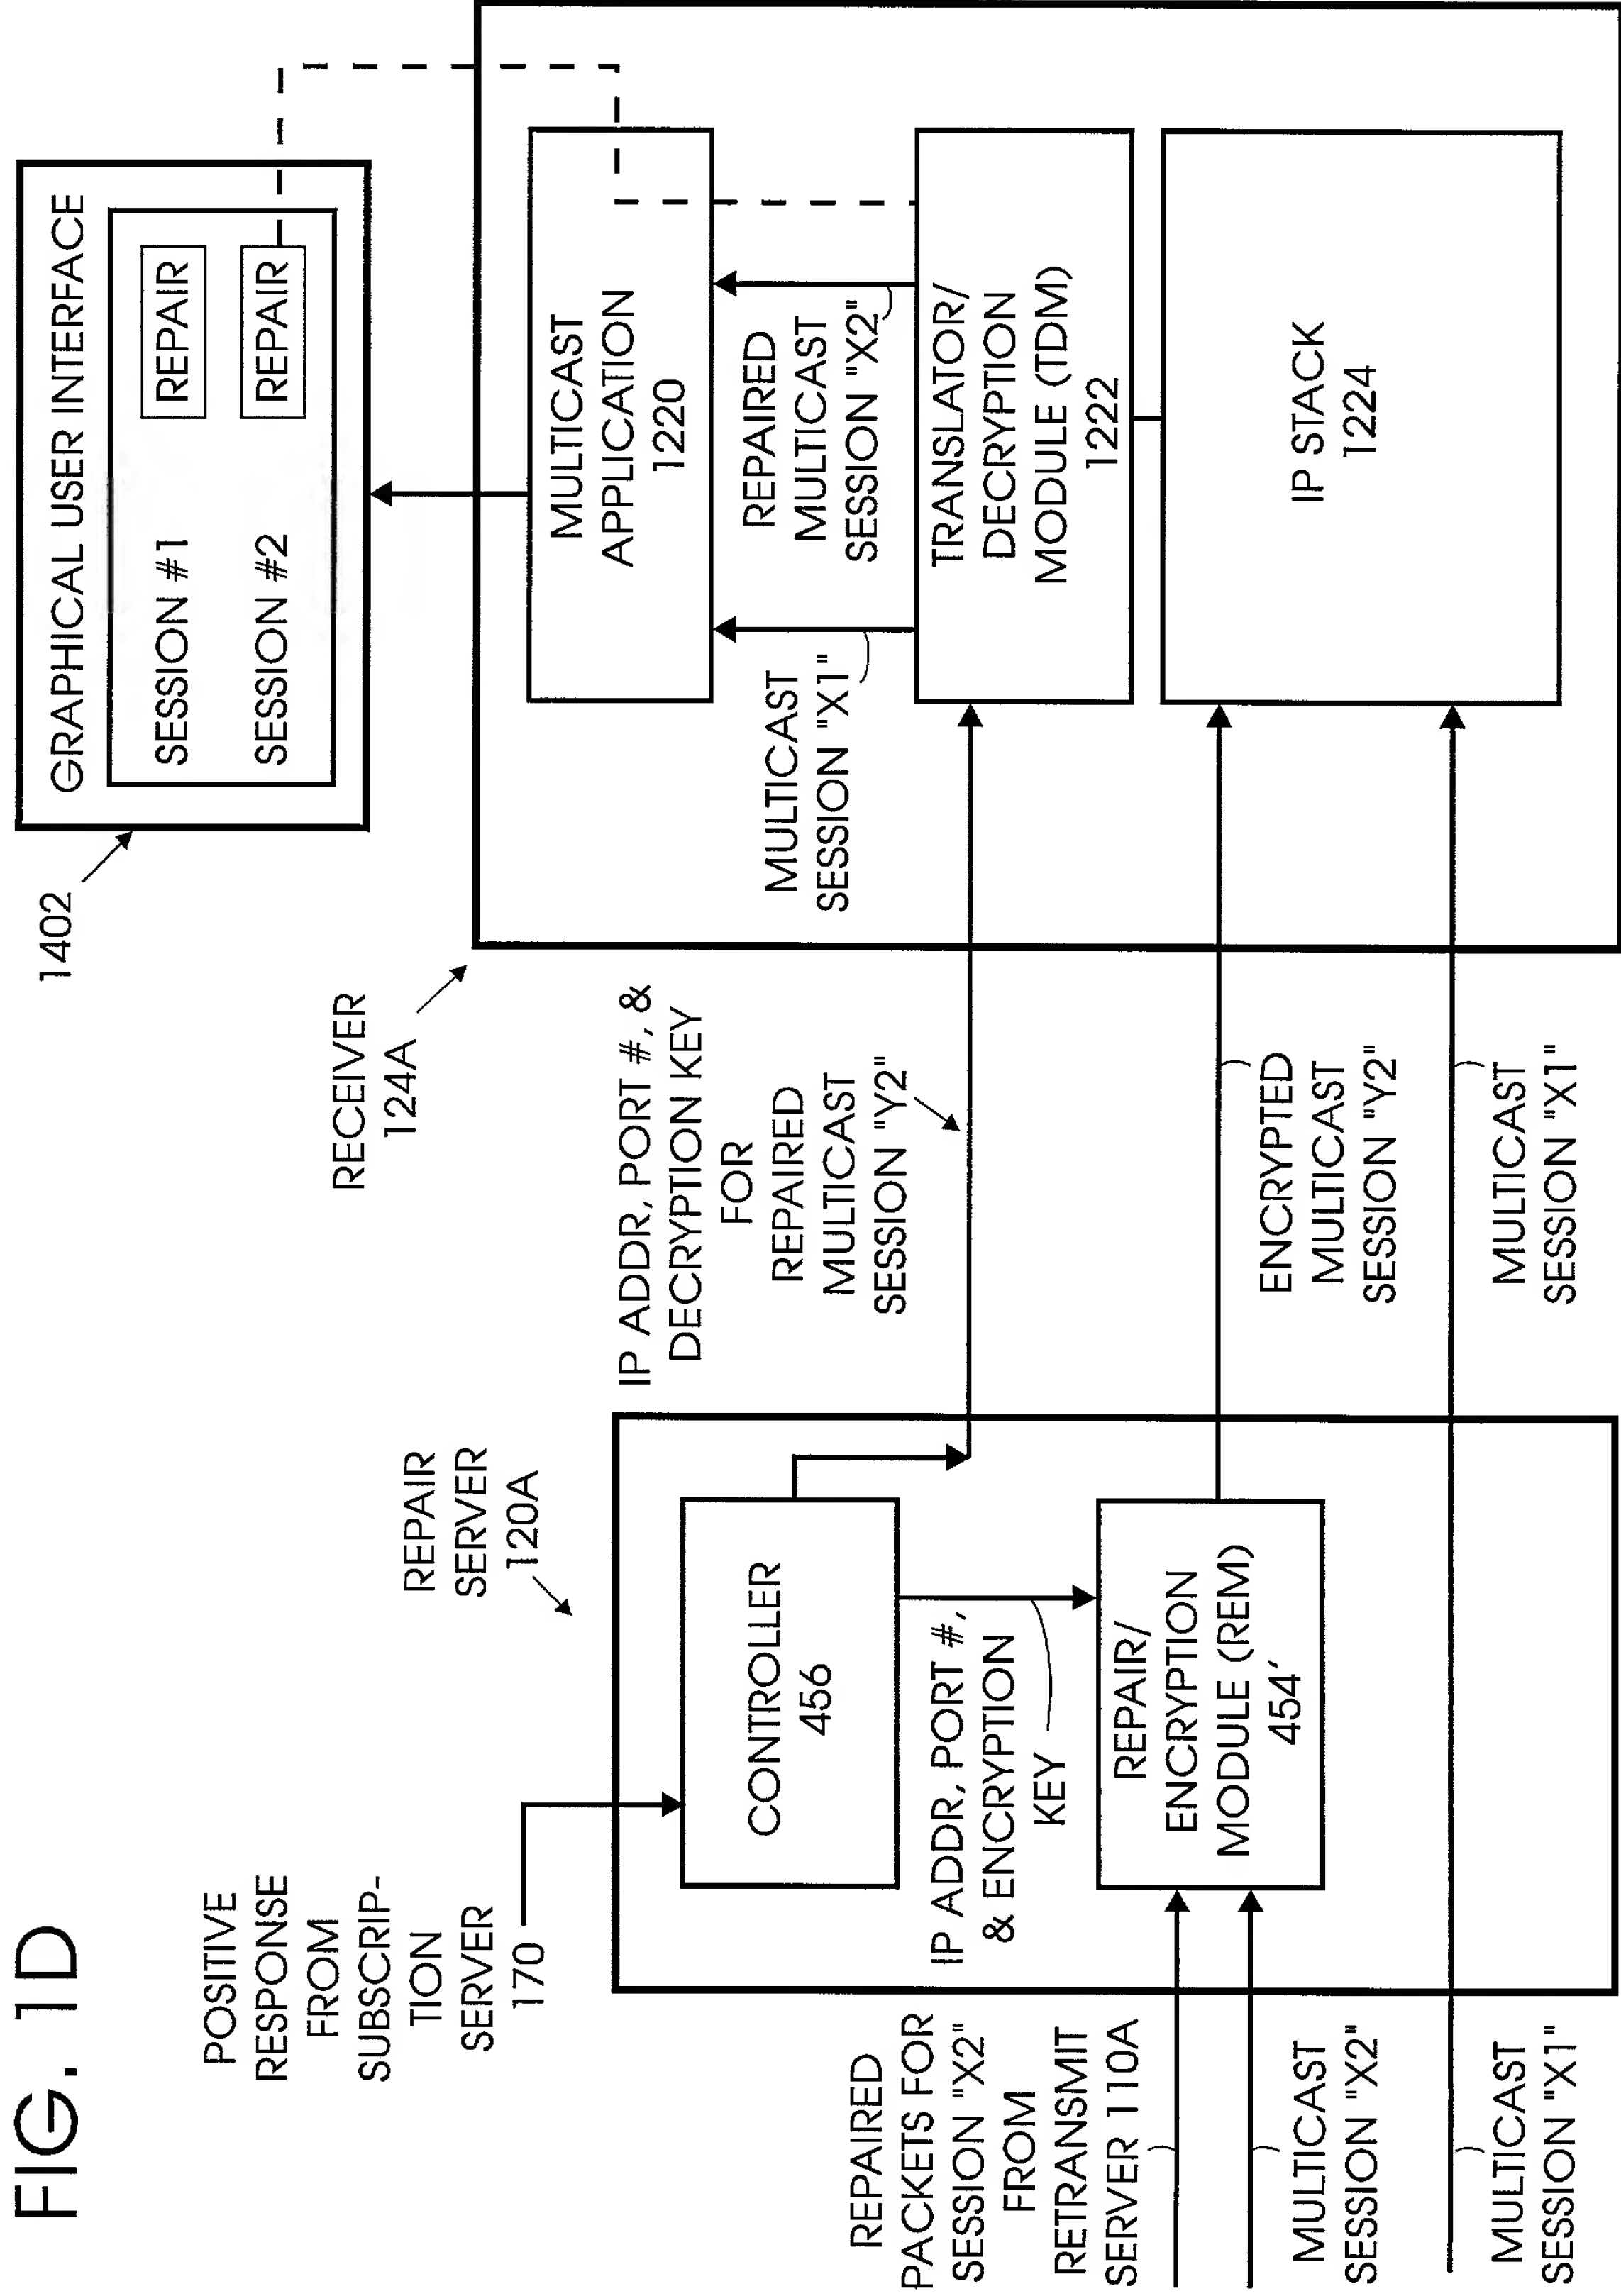 FIG. 1D
POSITIVE
RESPONSE
FROM
SUBSCRIP-
TION
SERVER
170
REPAIR
SERVER
120A
RECEIVER
124A
1402
GRAPHICAL USER INTERFACE
SESSION #1 REPAIR
SESSION #2 REPAIR
CONTROLLER
456
IP ADDR, PORT #,
& ENCRYPTION
KEY
REPAIR/
ENCRYPTION
MODULE (REM)
454'
REPAIRED
PACKETS FOR
SESSION "X2"
FROM
RETRANSMIT
SERVER 110A
MULTICAST
SESSION "X2"
MULTICAST
SESSION "X1"
IP ADDR, PORT #, &
DECRYPTION KEY
FOR
REPAIRED
MULTICAST
SESSION "Y2"
ENCRYPTED
MULTICAST
SESSION "Y2"
MULTICAST
SESSION "X1"
MULTICAST
APPLICATION
1220
MULTICAST
SESSION "X1"
REPAIRED
MULTICAST
SESSION "X2"
TRANSLATOR/
DECRYPTION
MODULE (TDM)
1222
IP STACK
1224